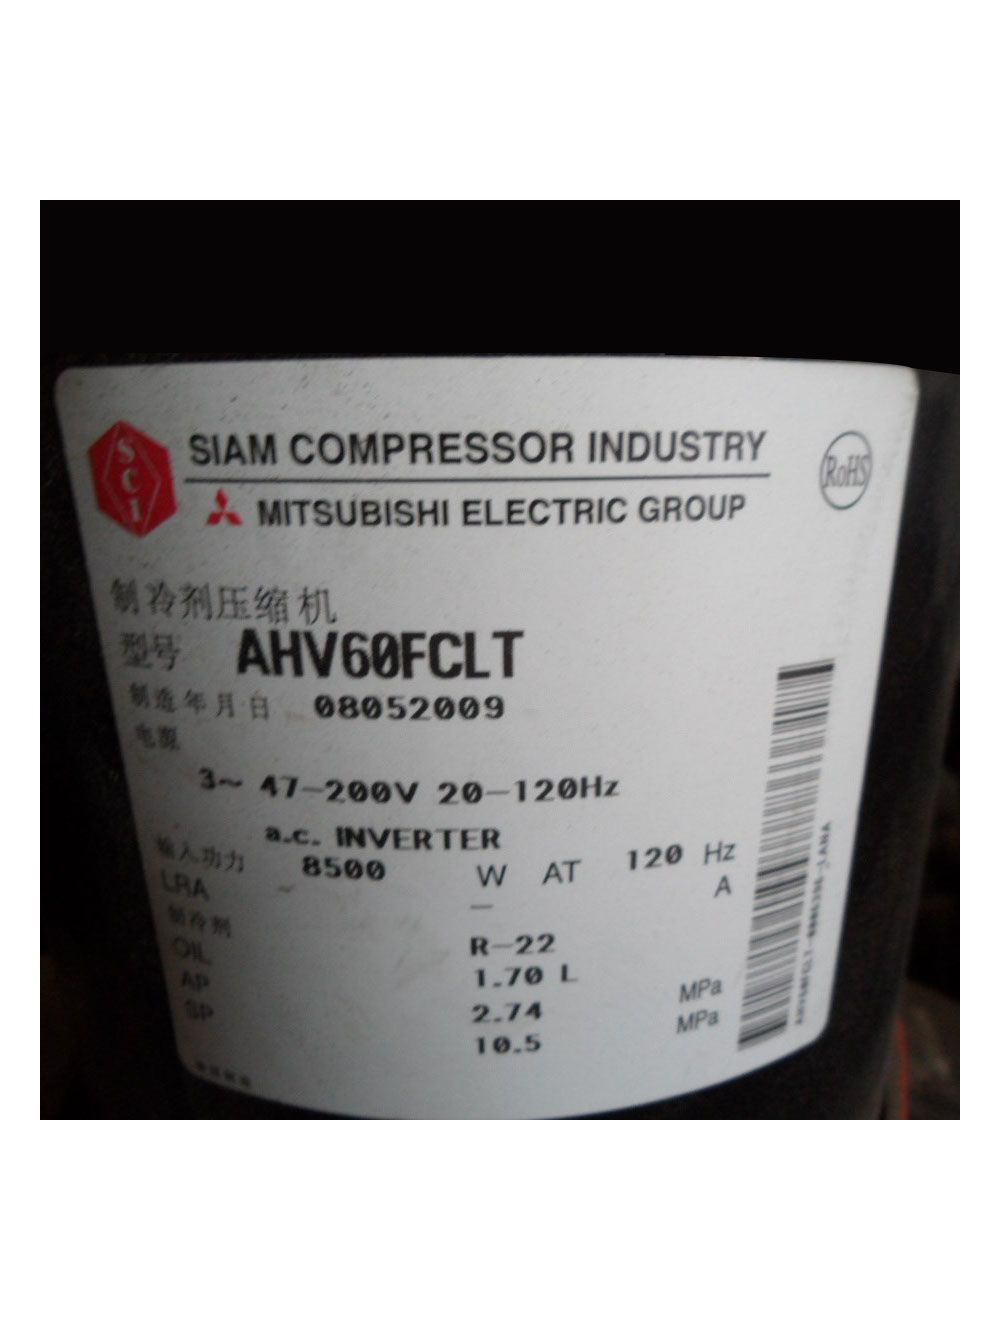 SCI
SIAM COMPRESSOR INDUSTRY
MITSUBISHI ELECTRIC GROUP
RoHS
制冷剂压缩机
型号 AHV60FCLT
制造年月日 08052009
电源
3~ 47-200V 20-120Hz
a.c. INVERTER
输入功力 8500 W AT 120 Hz
LRA - A
制冷剂 R-22
OIL 1.70 L
AP 2.74 MPa
SP 10.5 MPa